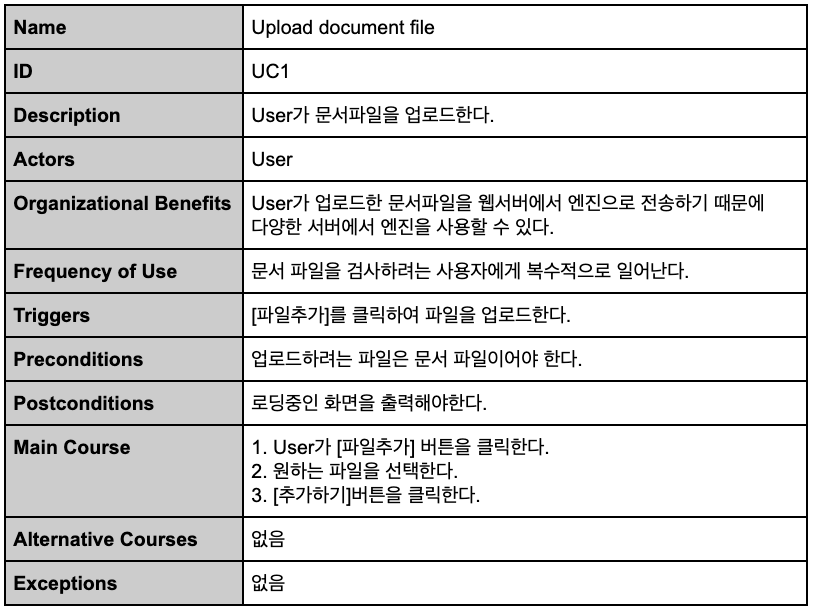 Name Upload document file
ID UC1
Description User가 문서파일을 업로드한다.
Actors User
Organizational Benefits User가 업로드한 문서파일을 웹서버에서 엔진으로 전송하기 때문에
다양한 서버에서 엔진을 사용할 수 있다.
Frequency of Use 문서 파일을 검사하려는 사용자에게 복수적으로 일어난다.
Triggers [파일추가]를 클릭하여 파일을 업로드한다.
Preconditions 업로드하려는 파일은 문서 파일이어야 한다.
Postconditions 로딩중인 화면을 출력해야한다.
Main Course 1. User가 [파일추가] 버튼을 클릭한다.
2. 원하는 파일을 선택한다.
3. [추가하기]버튼을 클릭한다.
Alternative Courses 없음
Exceptions 없음